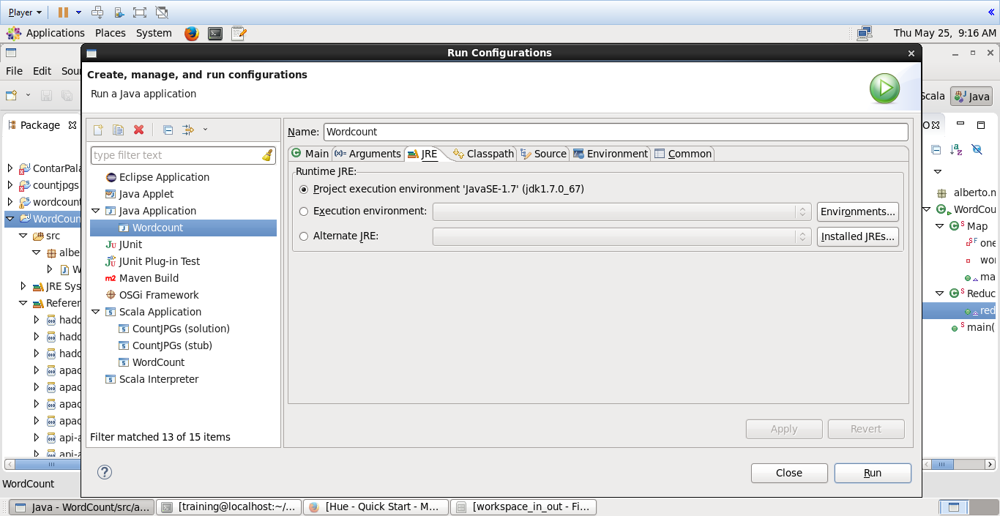 Player
Applications Places System Thu May 25, 9:16 AM
Run Configurations
File Edit Sou
Create, manage, and run configurations
Run a Java application
Scala Java
Package
Name: Wordcount
type filter text
Main Arguments JRE Classpath Source Environment Common
Runtime JRE:
Project execution environment 'JavaSE-1.7' (jdk1.7.0_67)
Execution environment: Environments...
Alternate JRE: Installed JREs...
Eclipse Application
Java Applet
Java Application
Wordcount
JUnit
JUnit Plug-in Test
Maven Build
OSGi Framework
Scala Application
CountJPGs (solution)
CountJPGs (stub)
WordCount
Scala Interpreter
Filter matched 13 of 15 items
Apply Revert
Close Run
ContarPala
countjpgs
wordcount
WordCoun
src
albe
W
JRE Sys
Referen
hado
hado
hado
apac
apac
apac
apac
api-a
api-a
alberto.n
WordCou
Map
one
wor
ma
Reduc
red
main(
WordCount
Java - WordCount/src/a... [training@localhost:~/... [Hue - Quick Start - M... [workspace_in_out - Fi...